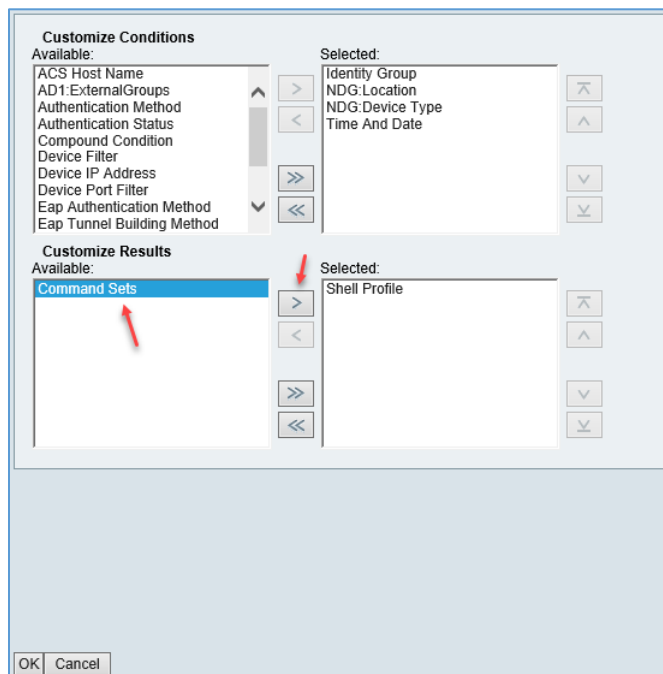 Customize Conditions
Available:
Selected:
ACS Host Name
AD1:ExternalGroups
Authentication Method
Authentication Status
Compound Condition
Device Filter
Device IP Address
Device Port Filter
Eap Authentication Method
Eap Tunnel Building Method
Identity Group
NDG:Location
NDG:Device Type
Time And Date
Customize Results
Available:
Selected:
Command Sets
Shell Profile
OK
Cancel